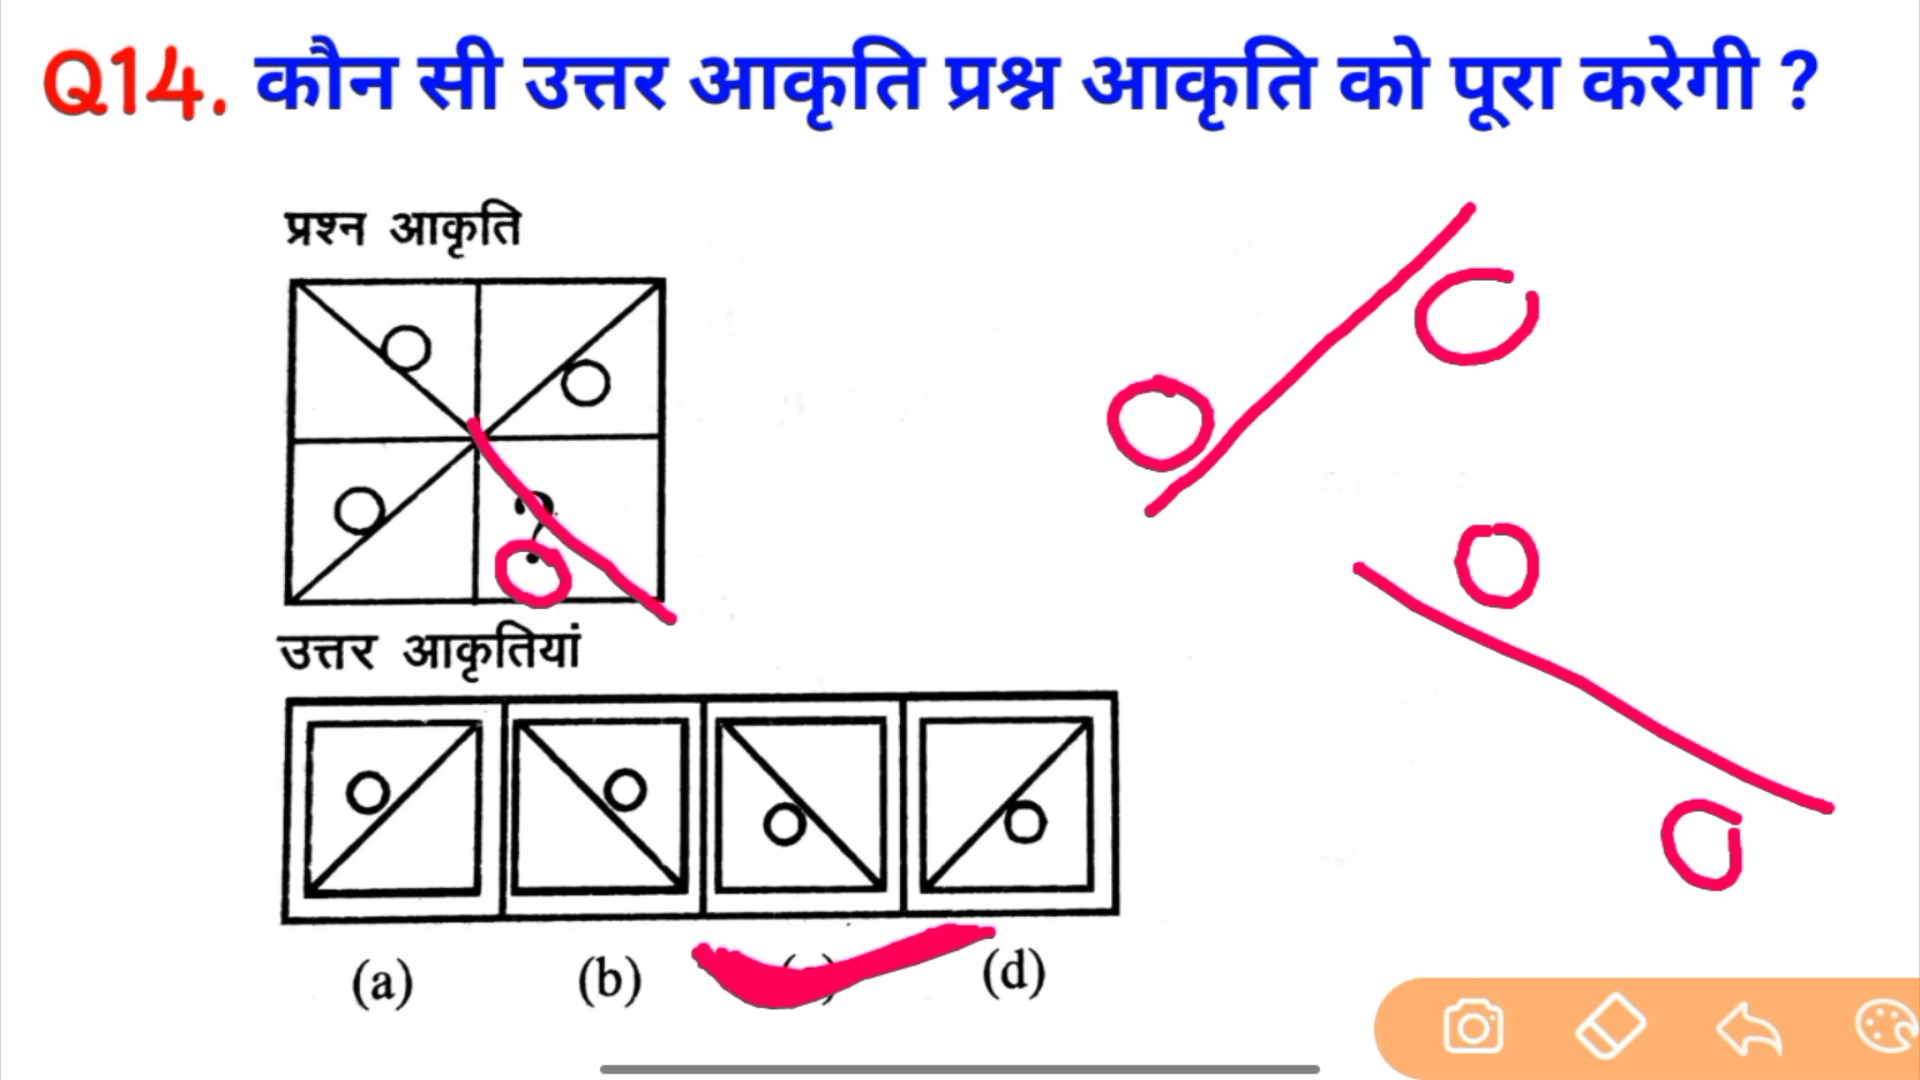 Q14. कौन सी उत्तर आकृति प्रश्न आकृति को पूरा करेगी ?
प्रश्न आकृति
?
उत्तर आकृतियां
(a) (b) (d)